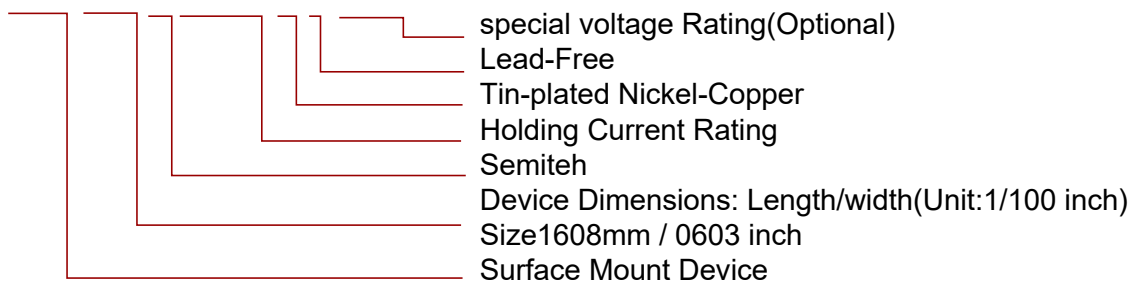 special voltage Rating(Optional)
Lead-Free
Tin-plated Nickel-Copper
Holding Current Rating
Semiteh
Device Dimensions: Length/width(Unit:1/100 inch)
Size1608mm / 0603 inch
Surface Mount Device